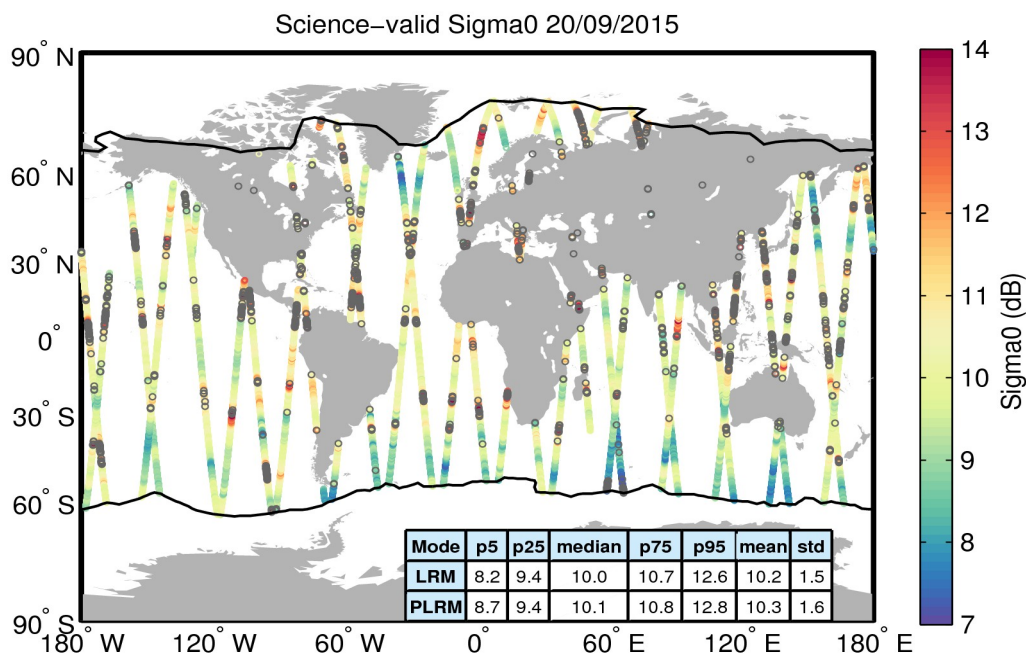 Science−valid Sigma0 20/09/2015
90° N
60° N
30° N
0°
30° S
60° S
90° S
180° W
120° W
60° W
0°
60° E
120° E
180° E
14
13
12
11
10
9
8
7
Sigma0 (dB)
Mode p5 p25 median p75 p95 mean std
LRM 8.2 9.4 10.0 10.7 12.6 10.2 1.5
PLRM 8.7 9.4 10.1 10.8 12.8 10.3 1.6